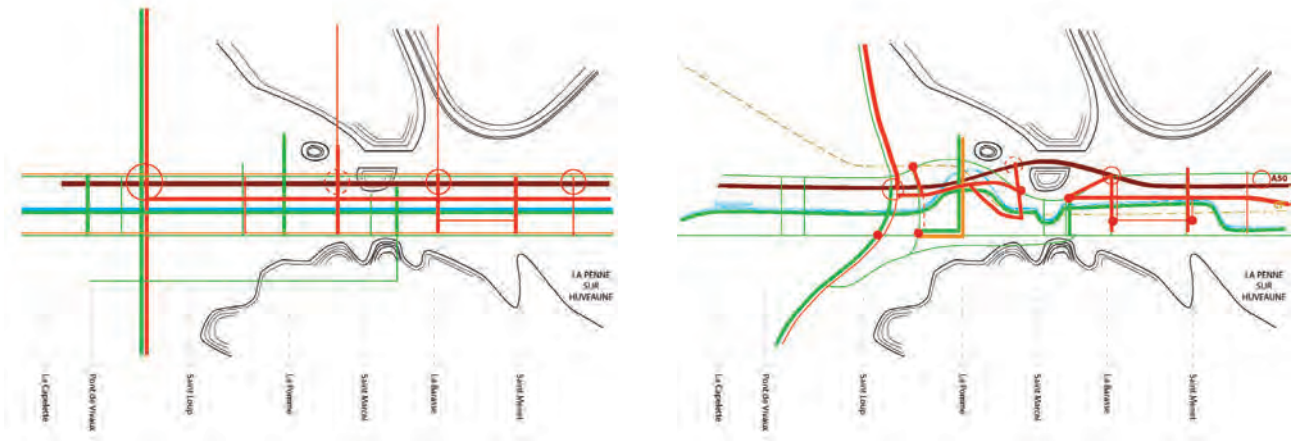 LA PENNE
SUR
HUVEAUNE
La Capelette
Pont de Vivaux
Saint Loup
La Pomme
Saint Marcel
La Barasse
Saint Menet
A50
LA PENNE
SUR
HUVEAUNE
La Capelette
Pont de Vivaux
Saint Loup
La Pomme
Saint Marcel
La Barasse
Saint Menet